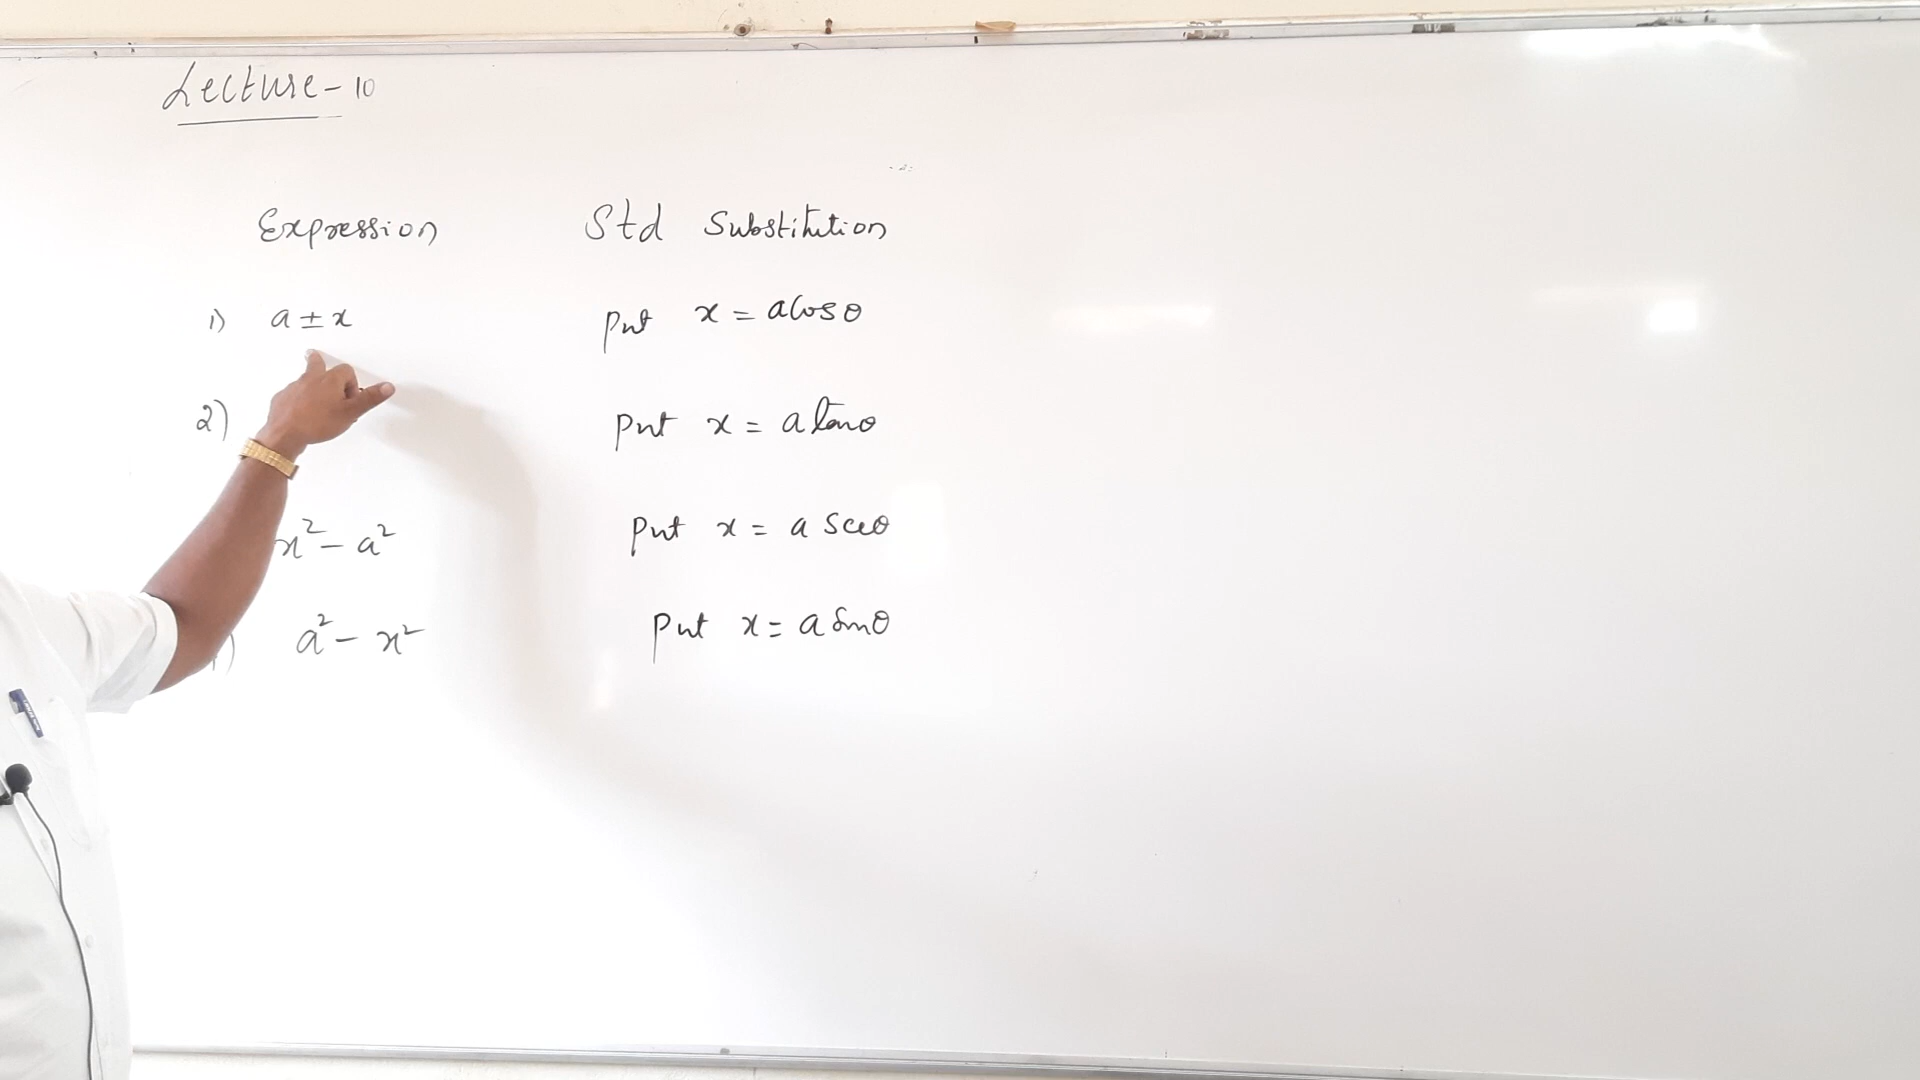 Lecture-10
Expression Std Substitution
1) a ± x put x = a cos θ
2) put x = a tan θ
x² - a² put x = a sec θ
) a² - x² put x = a sin θ